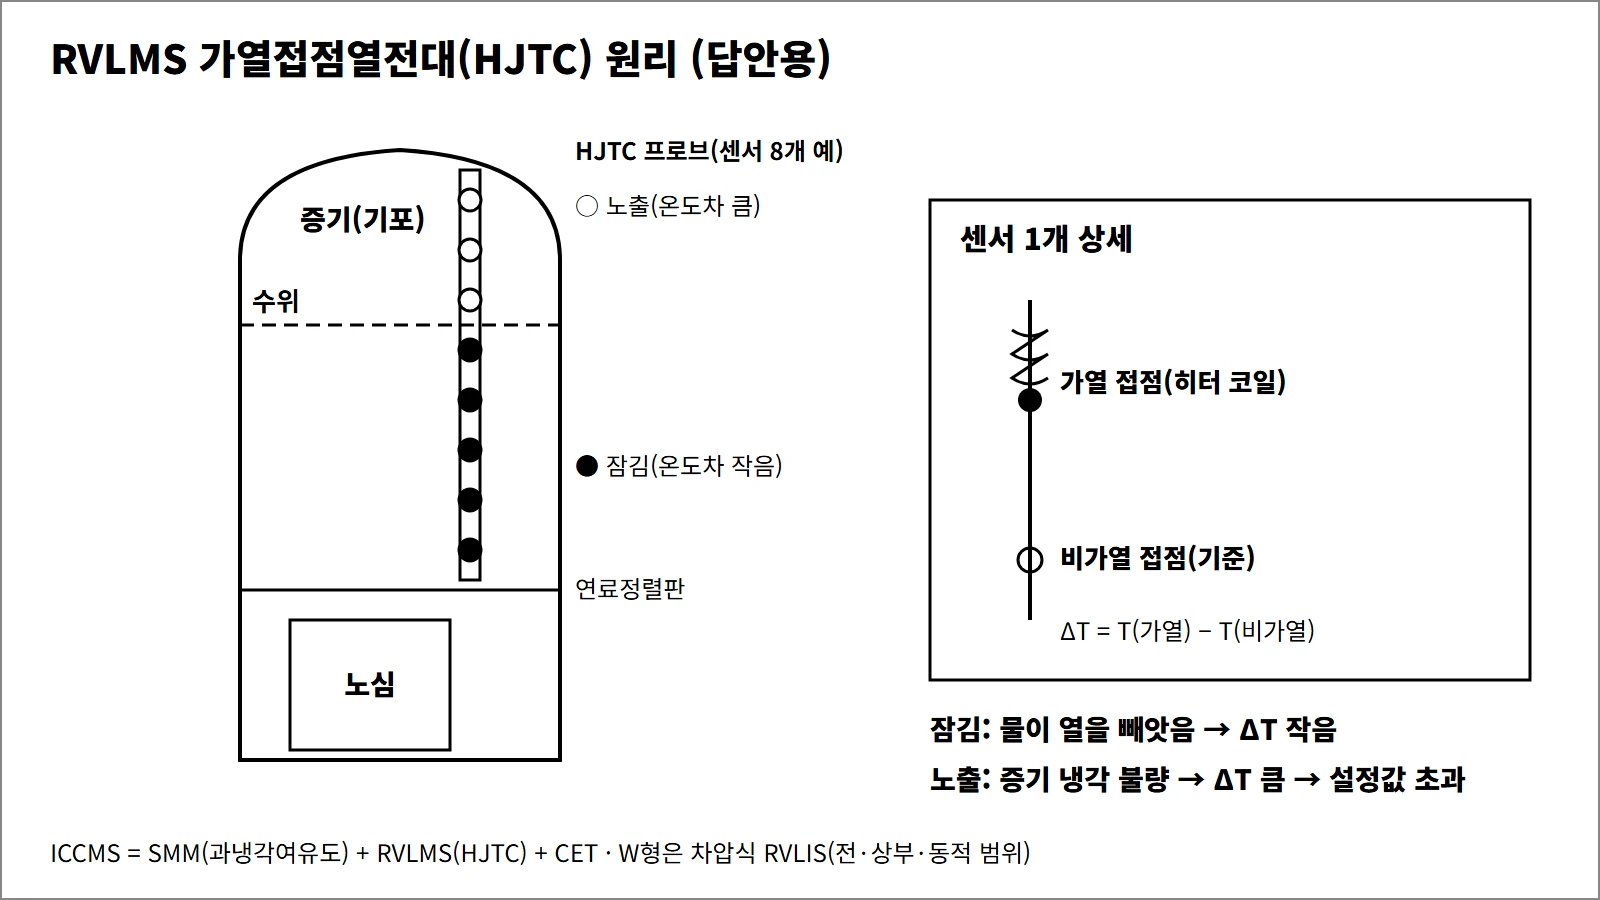 RVLMS 가열접점열전대(HJTC) 원리 (답안용)
HJTC 프로브(센서 8개 예)
○ 노출(온도차 큼)
증기(기포)
수위
● 잠김(온도차 작음)
연료정렬판
노심
센서 1개 상세
가열 접점(히터 코일)
비가열 접점(기준)
ΔT = T(가열) − T(비가열)
잠김: 물이 열을 빼앗음 → ΔT 작음
노출: 증기 냉각 불량 → ΔT 큼 → 설정값 초과
ICCMS = SMM(과냉각여유도) + RVLMS(HJTC) + CET · W형은 차압식 RVLIS(전·상부·동적 범위)